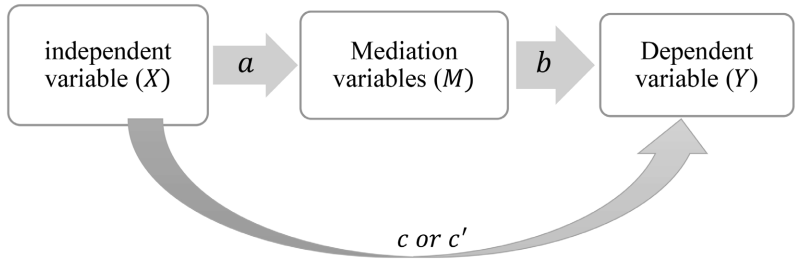 independent
variable (X)
a
Mediation
variables (M)
b
Dependent
variable (Y)
c or c′